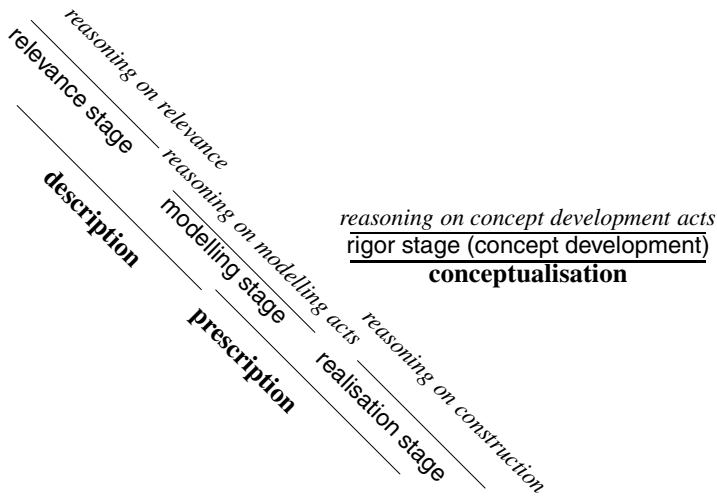 reasoning on relevance
relevance stage
description
reasoning on modelling acts
modelling stage
prescription
reasoning on concept development acts
rigor stage (concept development)
conceptualisation
reasoning on construction
realisation stage